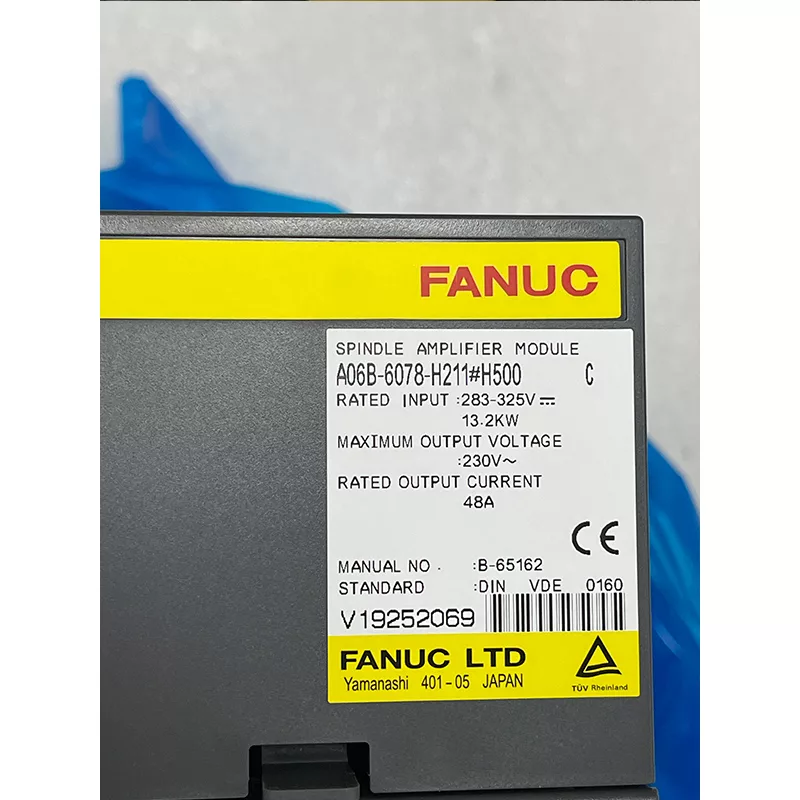 FANUC
SPINDLE AMPLIFIER MODULE
A06B-6078-H211#H500 C
RATED INPUT :283-325V⎓
13.2KW
MAXIMUM OUTPUT VOLTAGE
:230V~
RATED OUTPUT CURRENT
48A
CE
MANUAL NO. :B-65162
STANDARD :DIN VDE 0160
V19252069
FANUC LTD
Yamanashi 401-05 JAPAN
TÜV Rheinland